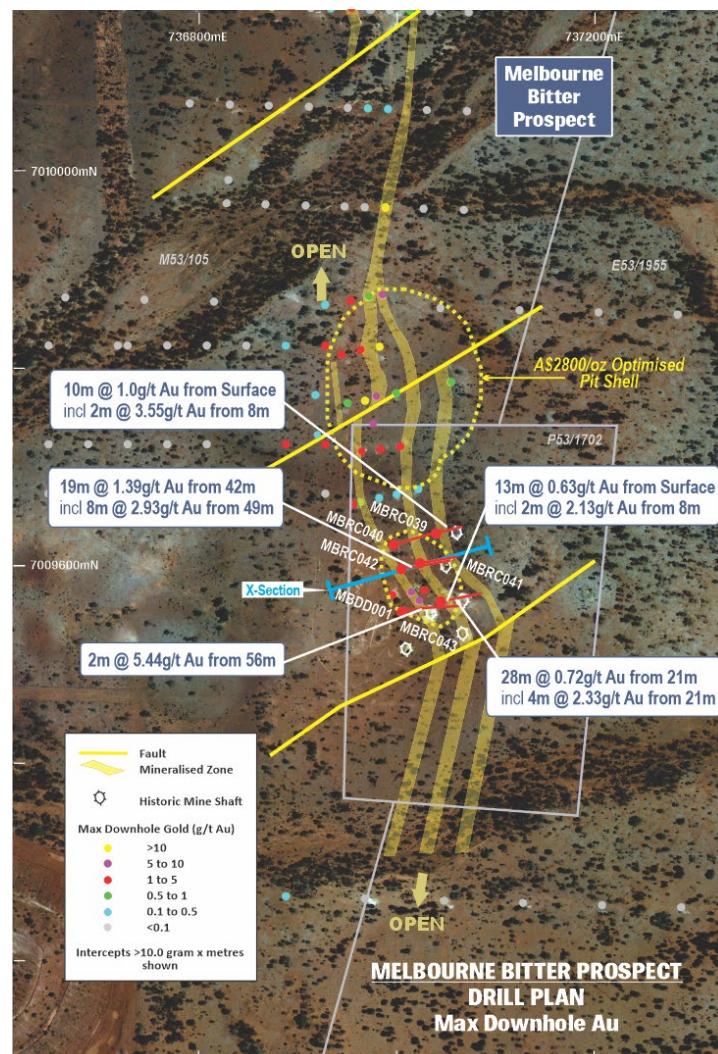 736800mE
737200mE
Melbourne
Bitter
Prospect
7010000mN
M53/105
OPEN
E53/1955
A$2800/oz Optimised
Pit Shell
10m @ 1.0g/t Au from Surface
incl 2m @ 3.55g/t Au from 8m
P53/1702
19m @ 1.39g/t Au from 42m
incl 8m @ 2.93g/t Au from 49m
13m @ 0.63g/t Au from Surface
incl 2m @ 2.13g/t Au from 8m
MBRC039
MBRC040
MBRC042
MBRC041
7009600mN
X-Section
MBDD001
MBRC043
2m @ 5.44g/t Au from 56m
28m @ 0.72g/t Au from 21m
incl 4m @ 2.33g/t Au from 21m
Fault
Mineralised Zone
Historic Mine Shaft
Max Downhole Gold (g/t Au)
>10
5 to 10
1 to 5
0.5 to 1
0.1 to 0.5
<0.1
Intercepts >10.0 gram x metres
shown
OPEN
MELBOURNE BITTER PROSPECT
DRILL PLAN
Max Downhole Au